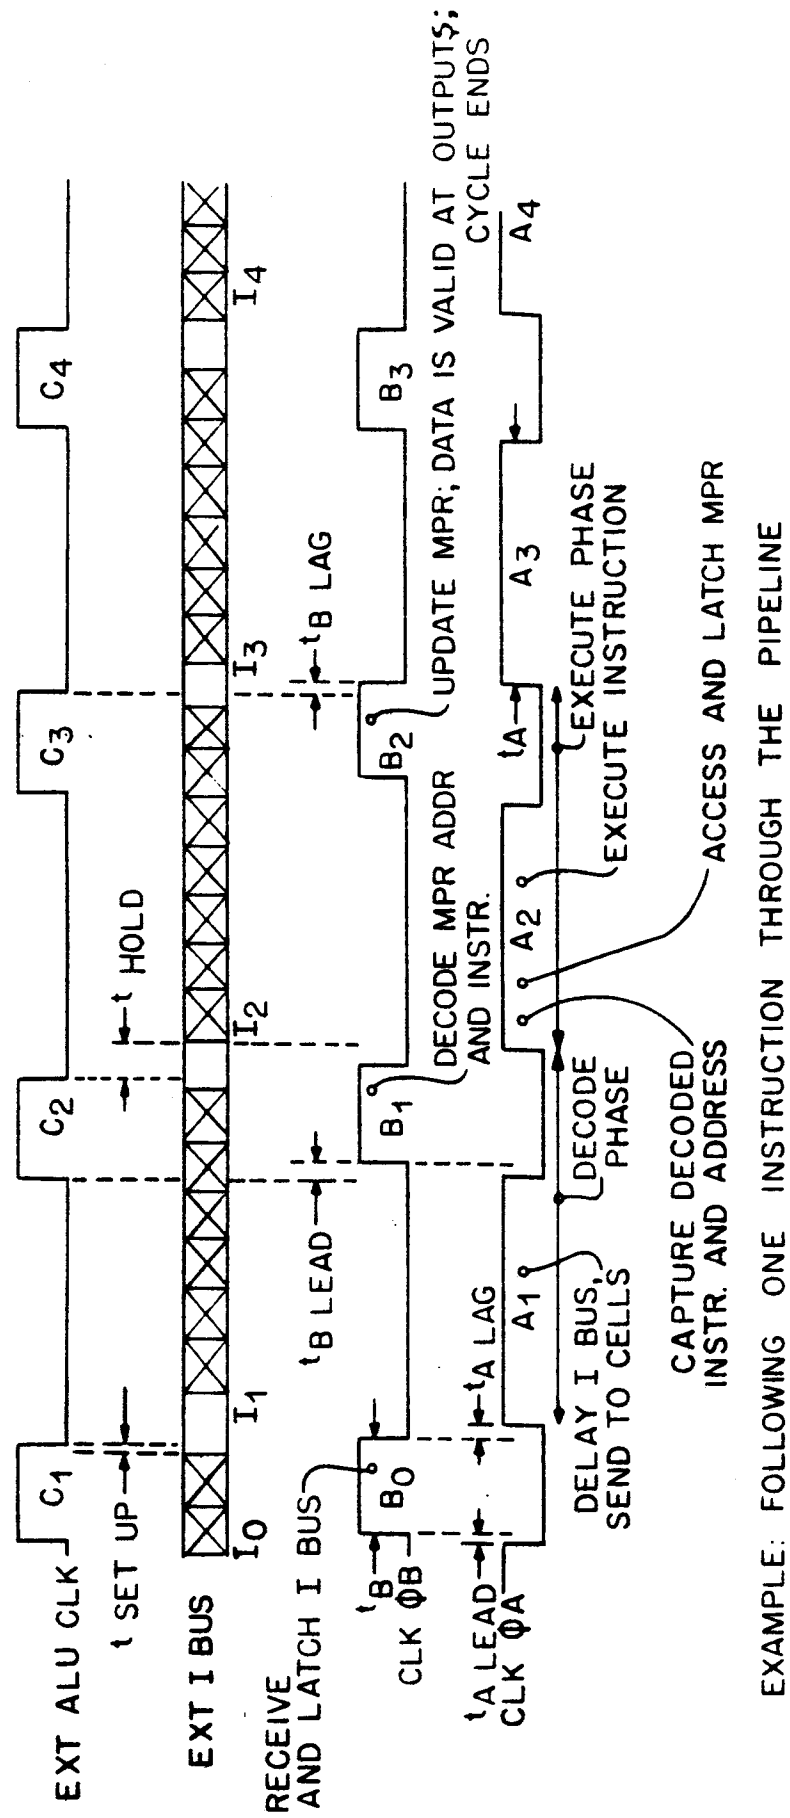 EXT ALU CLK
C1
C2
C3
C4
t SET UP
t HOLD
EXT I BUS
I0
I1
I2
I3
I4
RECEIVE
AND LATCH I BUS
tB LEAD
tB LAG
tB
CLK ΦB
B0
B1
B2
B3
DECODE MPR ADDR
AND INSTR.
UPDATE MPR; DATA IS VALID AT OUTPUTS;
CYCLE ENDS
tA LEAD
CLK ΦA
tA LAG
A1
A2
tA
A3
A4
DELAY I BUS,
SEND TO CELLS
DECODE
PHASE
EXECUTE PHASE
EXECUTE INSTRUCTION
CAPTURE DECODED
INSTR. AND ADDRESS
ACCESS AND LATCH MPR
EXAMPLE: FOLLOWING ONE INSTRUCTION THROUGH THE PIPELINE